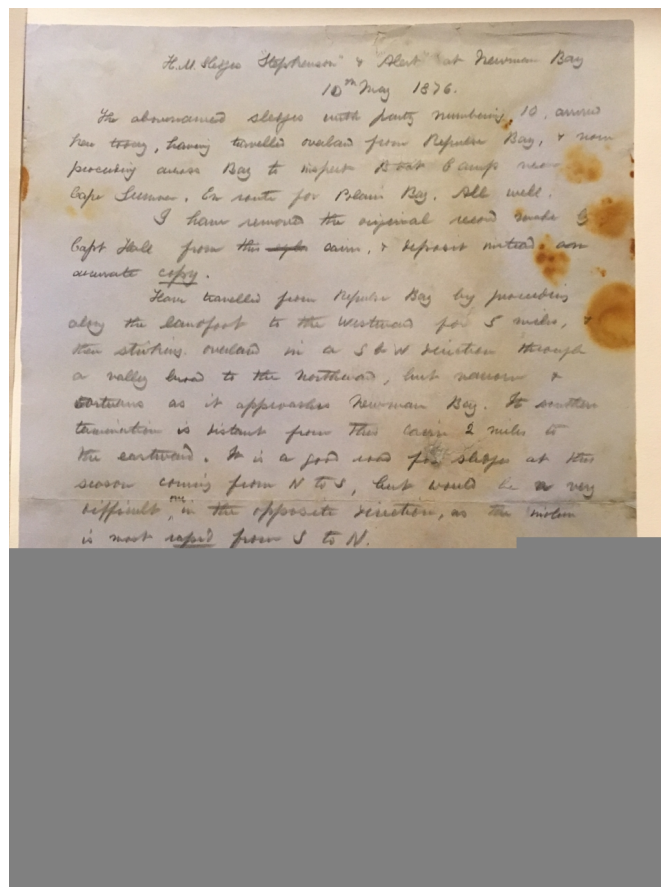 H.M. Sledges "Stephenson" & "Alert" at Newman Bay
10th May 1876.
The abovenamed sledges with party numbering, 10, arrived
here today, having travelled overland from Repulse Bay, & now
proceeding across Bay to inspect Boat Camp near
Cape Sumner. En route for Polaris Bay. All well.
I have removed the original record made by
Capt Hall from this cairn, & deposit instead an
accurate copy.
Have travelled from Repulse Bay by proceeding
along the landfoot to the westward for 5 miles, &
then striking overland in a S b W direction through
a valley broad to the northward, but narrow &
tortuous as it approaches Newman Bay. Its southern
termination is distant from this cairn 2 miles to
the eastward. It is a good road for sledges at this
season coming from N to S, but would be a very
difficult one in the opposite direction, as the
is most rapid from S to N.